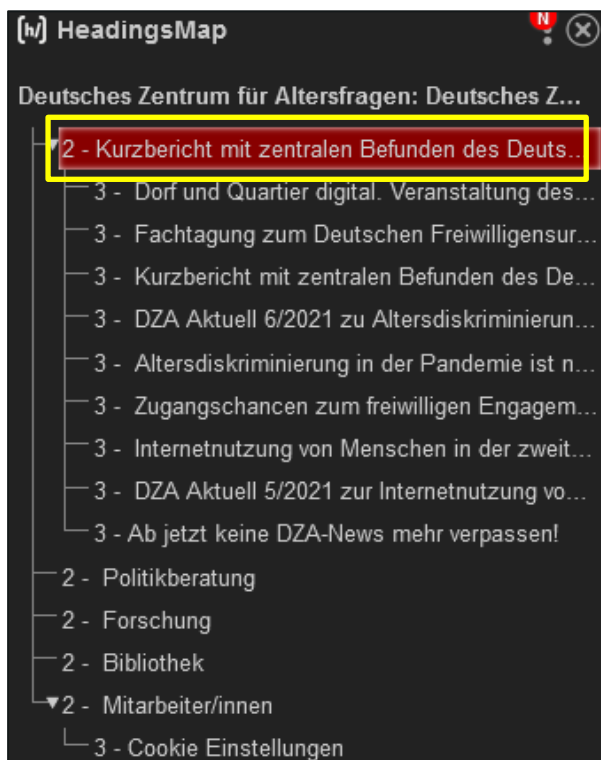 (h/) HeadingsMap
N
Deutsches Zentrum für Altersfragen: Deutsches Z...
2 - Kurzbericht mit zentralen Befunden des Deuts...
3 - Dorf und Quartier digital. Veranstaltung des...
3 - Fachtagung zum Deutschen Freiwilligensur...
3 - Kurzbericht mit zentralen Befunden des De...
3 - DZA Aktuell 6/2021 zu Altersdiskriminierun...
3 - Altersdiskriminierung in der Pandemie ist n...
3 - Zugangschancen zum freiwilligen Engagem...
3 - Internetnutzung von Menschen in der zweit...
3 - DZA Aktuell 5/2021 zur Internetnutzung vo...
3 - Ab jetzt keine DZA-News mehr verpassen!
2 - Politikberatung
2 - Forschung
2 - Bibliothek
2 - Mitarbeiter/innen
3 - Cookie Einstellungen